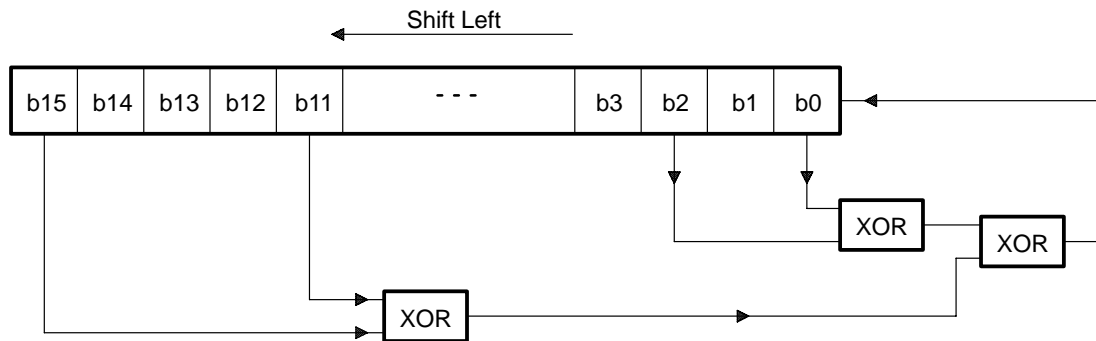 Shift Left
b15 b14 b13 b12 b11 - - - b3 b2 b1 b0
XOR
XOR
XOR